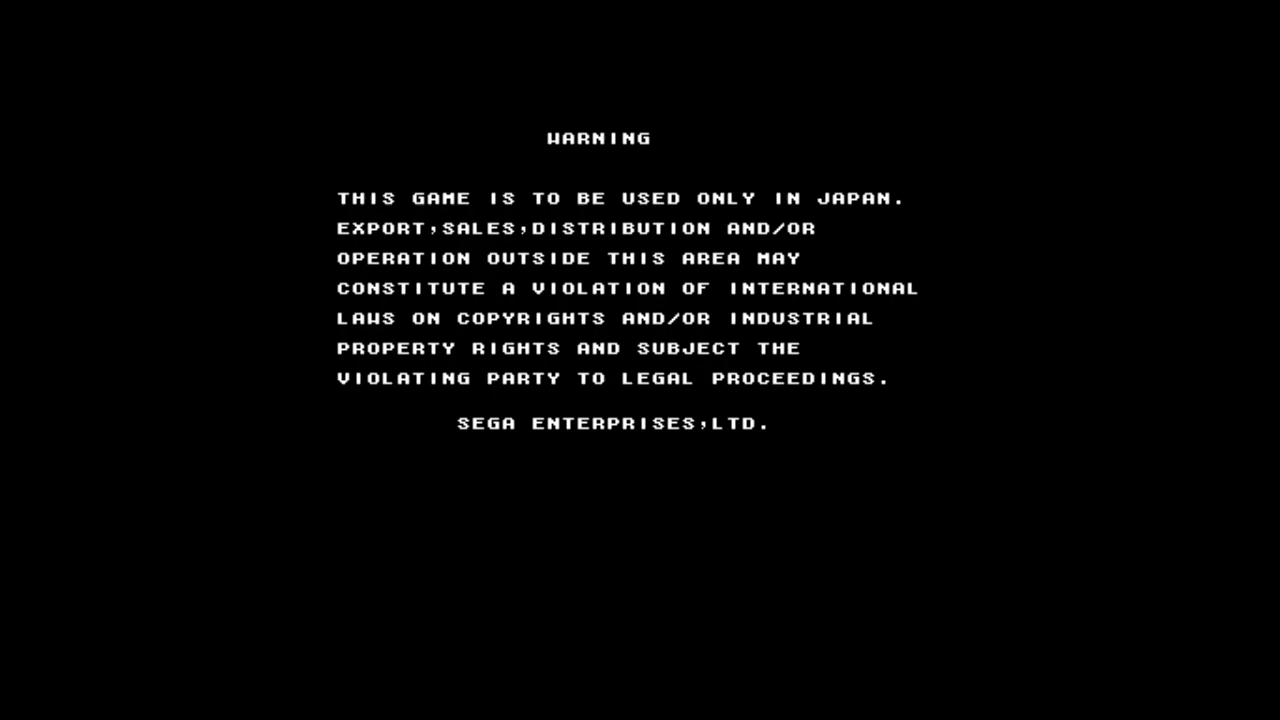 WARNING
THIS GAME IS TO BE USED ONLY IN JAPAN.
EXPORT,SALES,DISTRIBUTION AND/OR
OPERATION OUTSIDE THIS AREA MAY
CONSTITUTE A VIOLATION OF INTERNATIONAL
LAWS ON COPYRIGHTS AND/OR INDUSTRIAL
PROPERTY RIGHTS AND SUBJECT THE
VIOLATING PARTY TO LEGAL PROCEEDINGS.
SEGA ENTERPRISES,LTD.